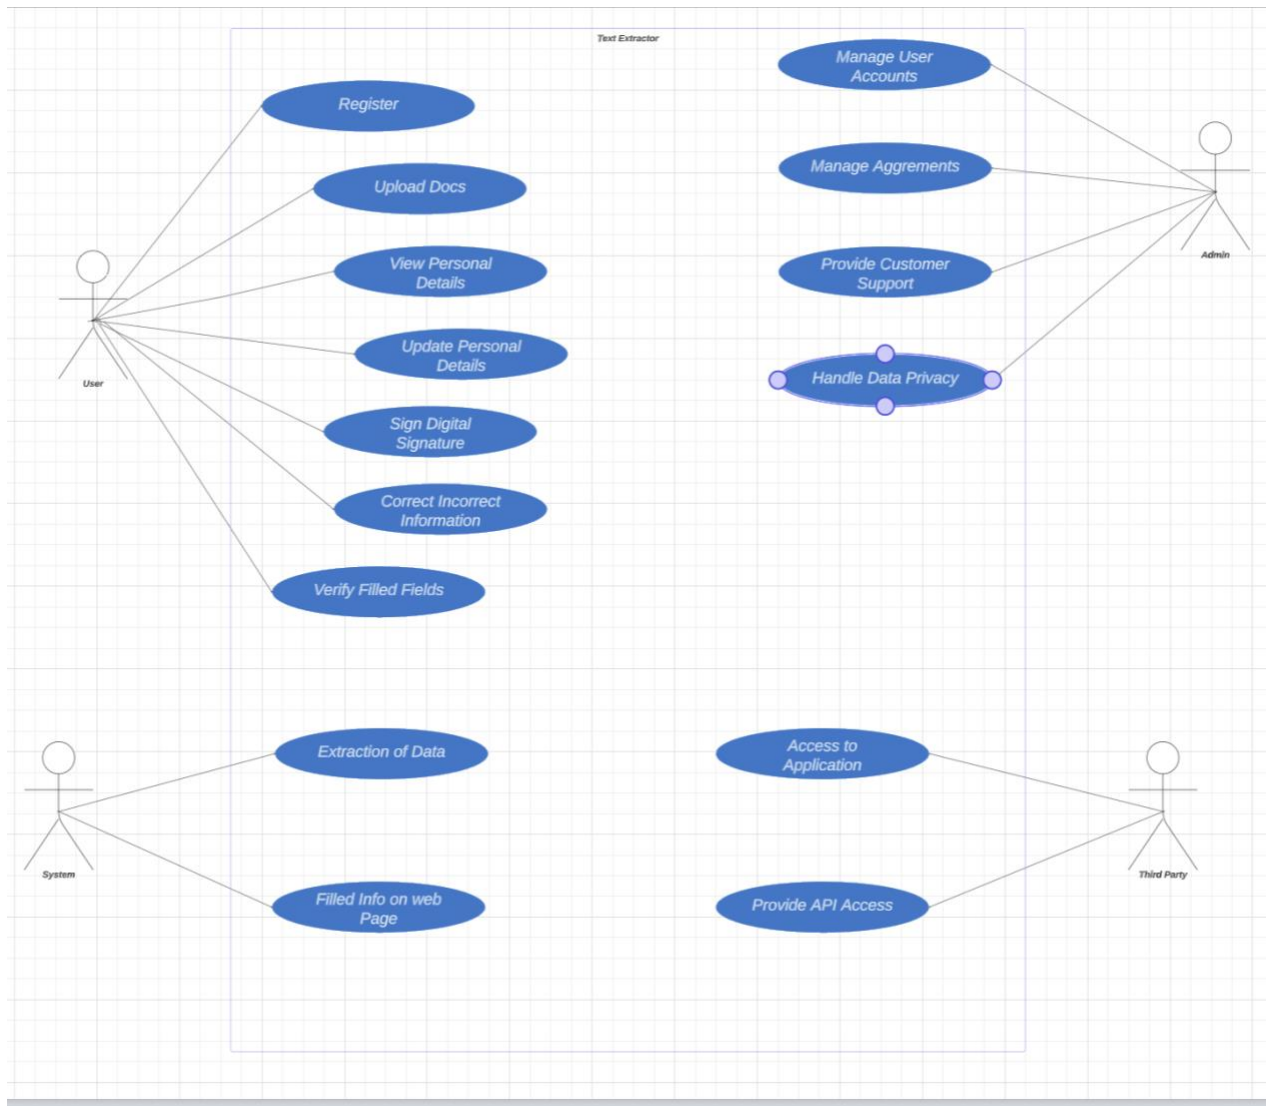 Text Extractor
Register
Upload Docs
View Personal
Details
Update Personal
Details
Sign Digital
Signature
Correct Incorrect
Information
Verify Filled Fields
User
Manage User
Accounts
Manage Aggrements
Provide Customer
Support
Handle Data Privacy
Admin
Extraction of Data
Filled Info on web
Page
System
Access to
Application
Provide API Access
Third Party